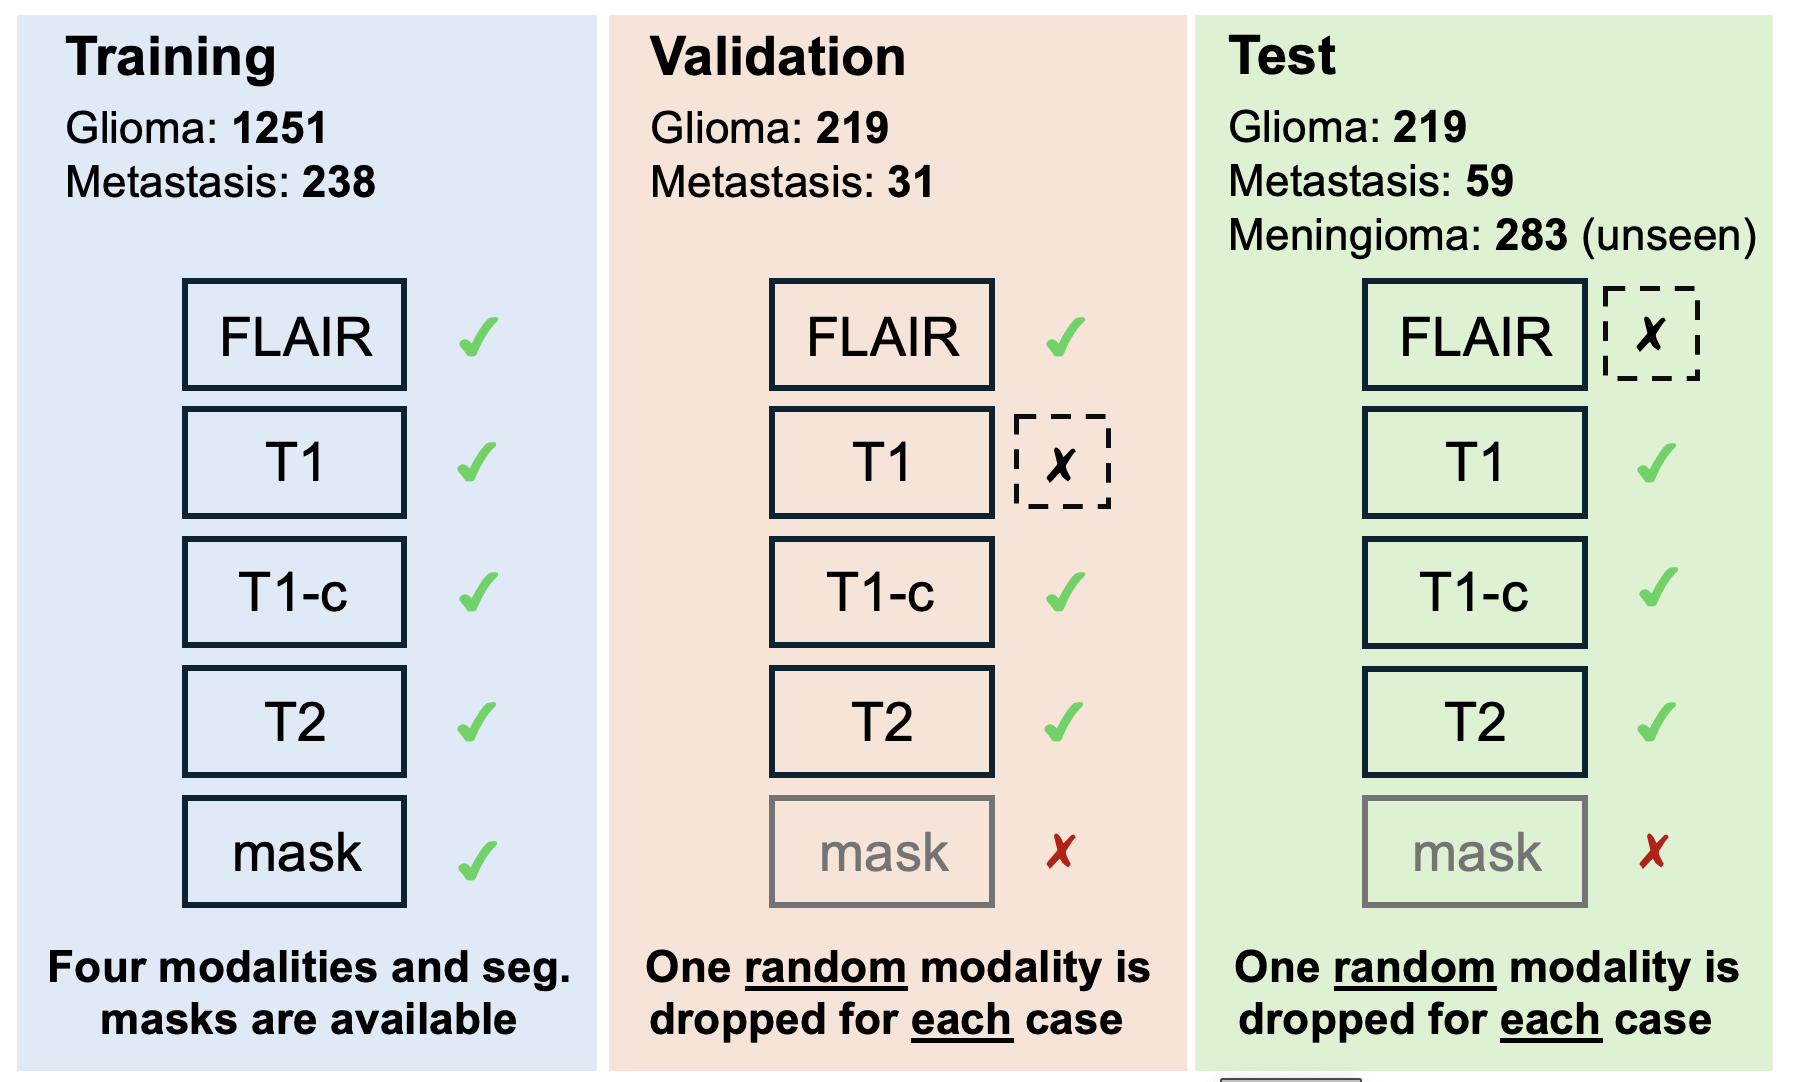 Training
Glioma: 1251
Metastasis: 238
FLAIR ✓
T1 ✓
T1-c ✓
T2 ✓
mask ✓
Four modalities and seg.
masks are available
Validation
Glioma: 219
Metastasis: 31
FLAIR ✓
T1 ✗
T1-c ✓
T2 ✓
mask ✗
One random modality is
dropped for each case
Test
Glioma: 219
Metastasis: 59
Meningioma: 283 (unseen)
FLAIR ✗
T1 ✓
T1-c ✓
T2 ✓
mask ✗
One random modality is
dropped for each case